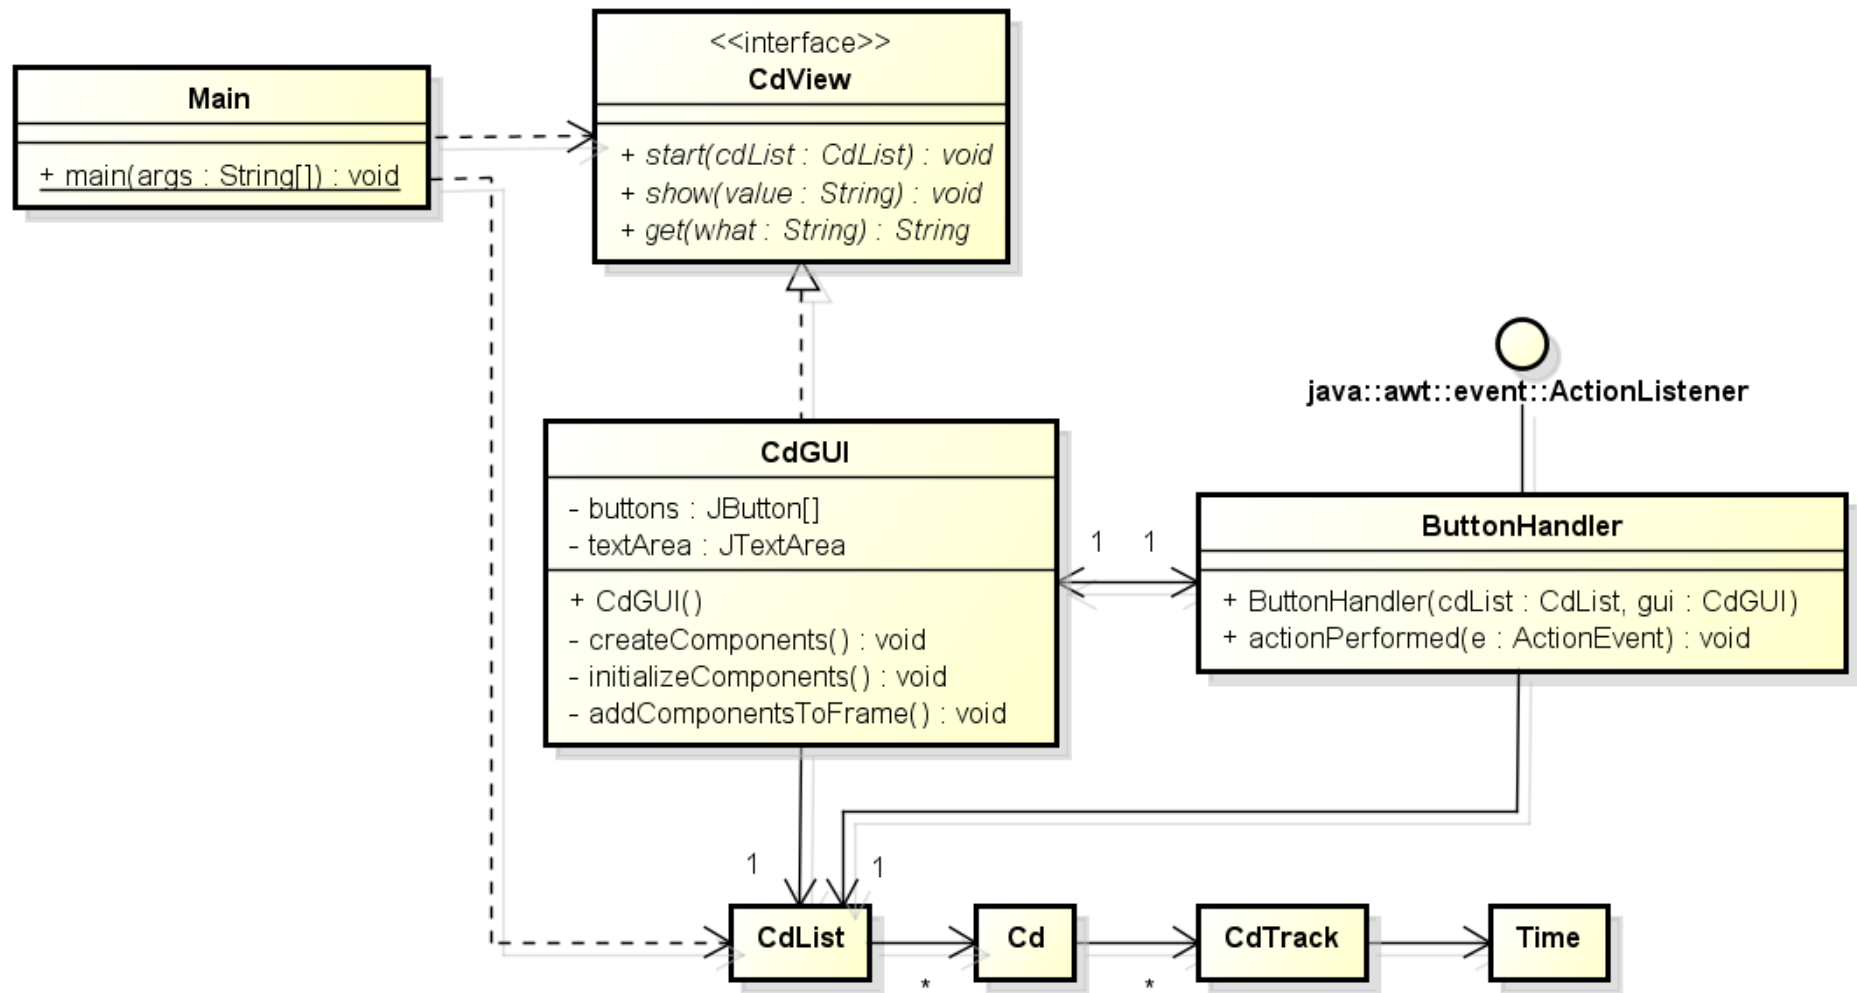 Main
+ main(args : String[]) : void
<<interface>>
CdView
+ start(cdList : CdList) : void
+ show(value : String) : void
+ get(what : String) : String
java::awt::event::ActionListener
CdGUI
- buttons : JButton[]
- textArea : JTextArea
+ CdGUI()
- createComponents() : void
- initializeComponents() : void
- addComponentsToFrame() : void
1 1
ButtonHandler
+ ButtonHandler(cdList : CdList, gui : CdGUI)
+ actionPerformed(e : ActionEvent) : void
1 1
CdList
Cd
CdTrack
Time
* *